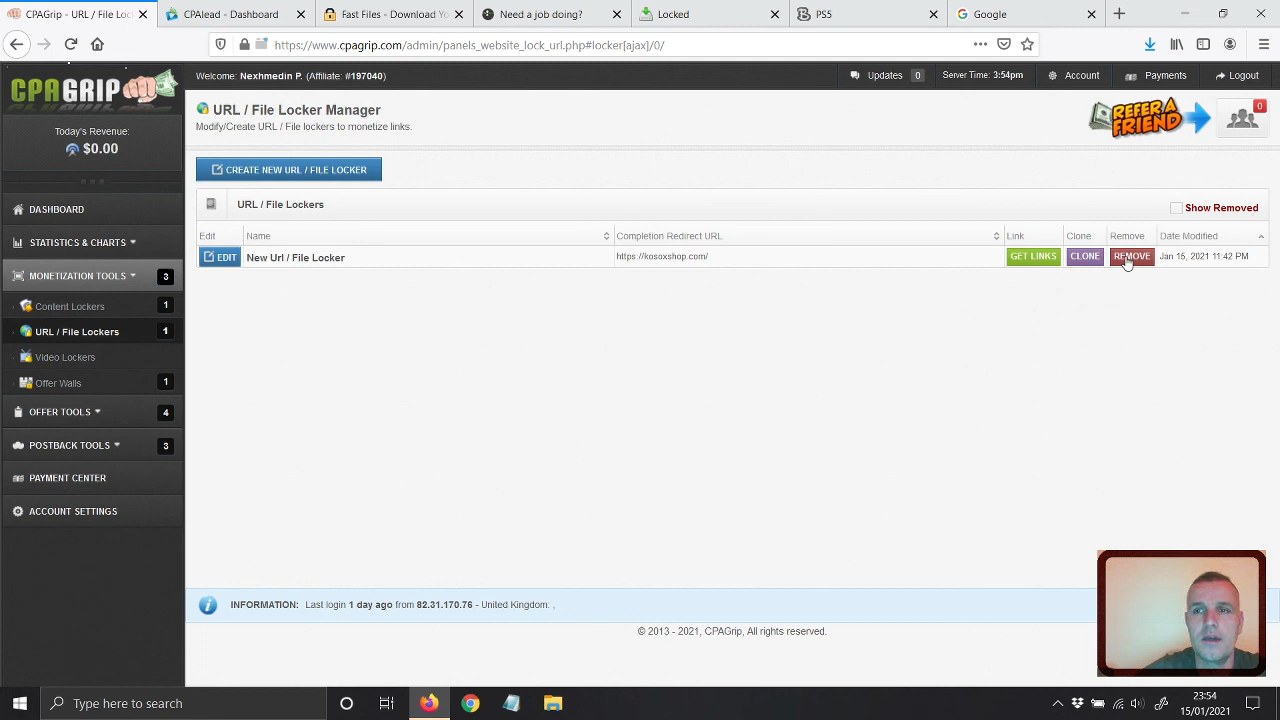 CPAGrip - URL / File Loc
CPAlead - Dashboard
Fast Files - Download Yo
Need a job doing?
Locked
PS5
Google
https://www.cpagrip.com/admin/panels_website_lock_url.php#locker[ajax]/0/
CPAGRIP
Welcome: Nexhmedin P. (Affiliate: #197040)
Updates 0
Server Time: 3:54pm
Account
Payments
Logout
Today's Revenue:
$0.00
URL / File Locker Manager
Modify/Create URL / File lockers to monetize links.
REFER A FRIEND
0
CREATE NEW URL / FILE LOCKER
DASHBOARD
STATISTICS & CHARTS
MONETIZATION TOOLS 3
Content Lockers 1
URL / File Lockers 1
Video Lockers
Offer Walls 1
OFFER TOOLS 4
POSTBACK TOOLS 3
PAYMENT CENTER
ACCOUNT SETTINGS
URL / File Lockers
Show Removed
Edit Name Completion Redirect URL Link Clone Remove Date Modified
EDIT New Url / File Locker https://kosoxshop.com/ GET LINKS CLONE REMOVE Jan 15, 2021 11:42 PM
INFORMATION: Last login 1 day ago from 82.31.170.76 - United Kingdom: ,
© 2013 - 2021, CPAGrip, All rights reserved.
Type here to search
23:54
15/01/2021